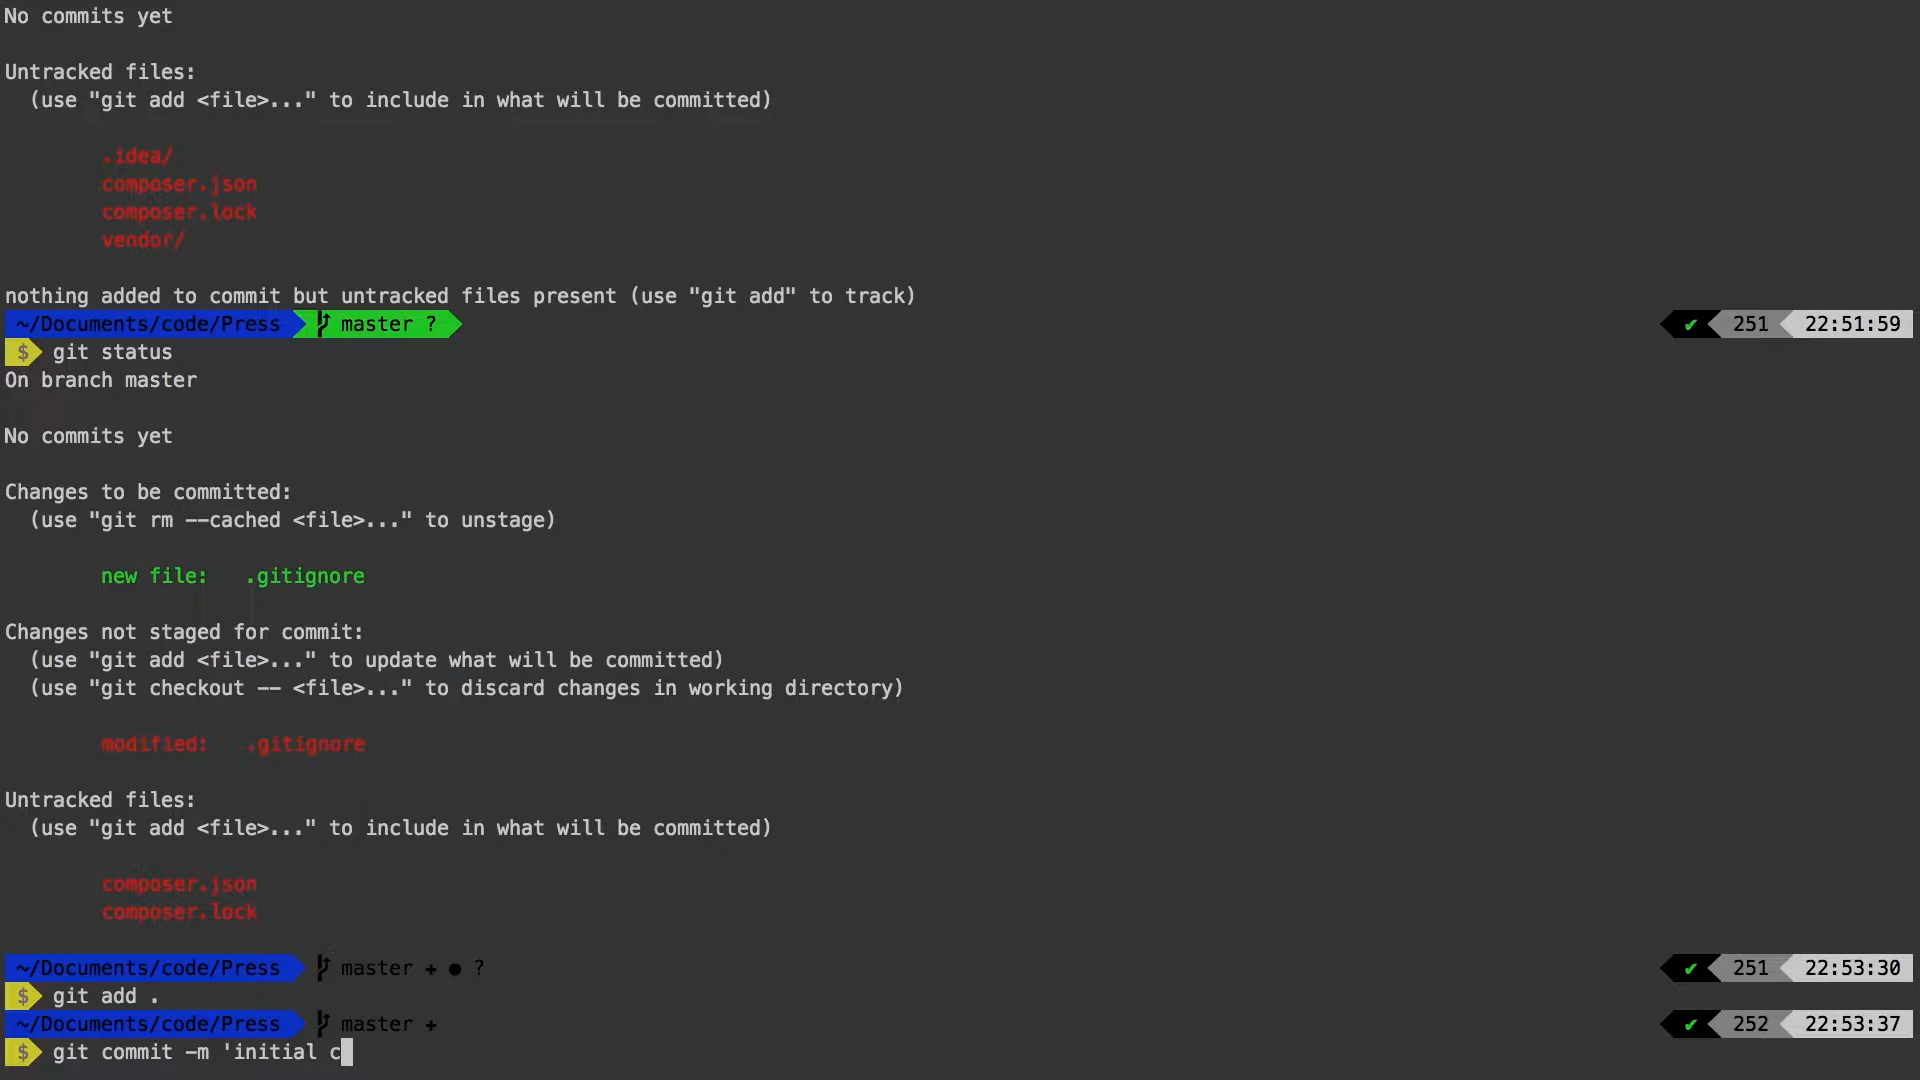 No commits yet
Untracked files:
(use "git add <file>..." to include in what will be committed)
.idea/
composer.json
composer.lock
vendor/
nothing added to commit but untracked files present (use "git add" to track)
~/Documents/code/Press master ? ✔ 251 22:51:59
$ git status
On branch master
No commits yet
Changes to be committed:
(use "git rm --cached <file>..." to unstage)
new file: .gitignore
Changes not staged for commit:
(use "git add <file>..." to update what will be committed)
(use "git checkout -- <file>..." to discard changes in working directory)
modified: .gitignore
Untracked files:
(use "git add <file>..." to include in what will be committed)
composer.json
composer.lock
~/Documents/code/Press master + ● ? ✔ 251 22:53:30
$ git add .
~/Documents/code/Press master + ✔ 252 22:53:37
$ git commit -m 'initial c